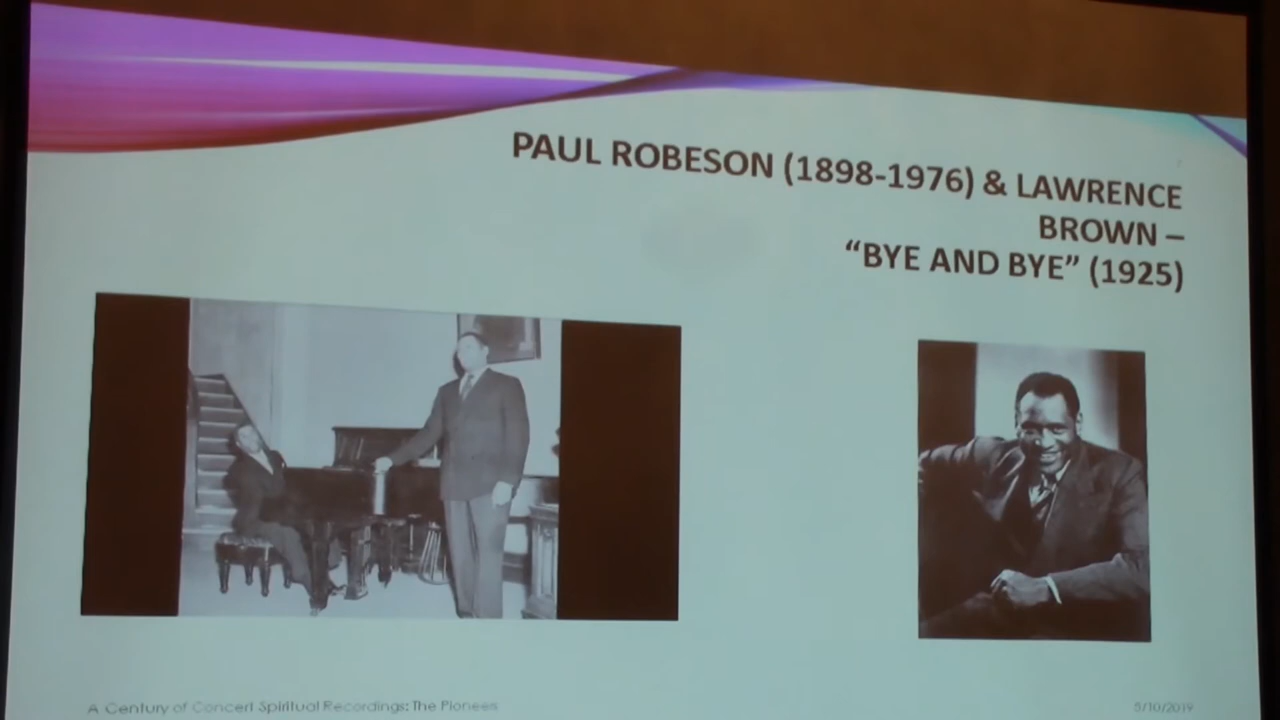 PAUL ROBESON (1898-1976) & LAWRENCE
BROWN –
“BYE AND BYE” (1925)
A Century of Concert Spiritual Recordings: The Pioneers
5/10/2019